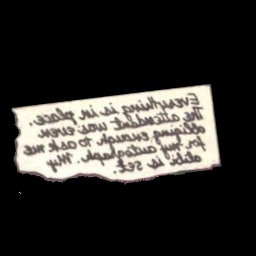 Everything is in place.
The attendant was even
obliging enough to ask me
for my autograph. My
alibi is set.